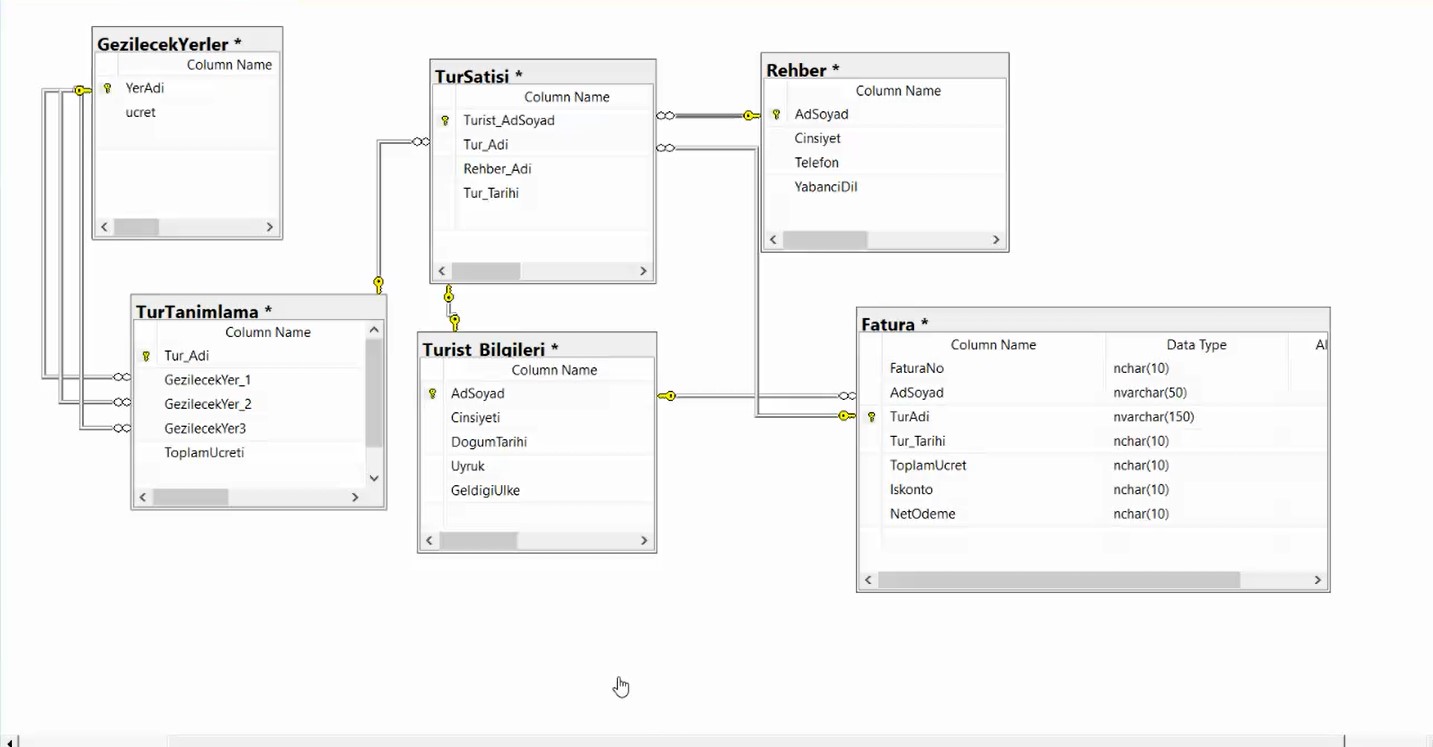 GezilecekYerler *
Column Name
YerAdi
ucret
TurSatisi *
Column Name
Turist_AdSoyad
Tur_Adi
Rehber_Adi
Tur_Tarihi
Rehber *
Column Name
AdSoyad
Cinsiyet
Telefon
YabanciDil
TurTanimlama *
Column Name
Tur_Adi
GezilecekYer_1
GezilecekYer_2
GezilecekYer3
ToplamUcreti
Turist_Bilgileri *
Column Name
AdSoyad
Cinsiyeti
DogumTarihi
Uyruk
GeldigiUlke
Fatura *
Column Name Data Type Al
FaturaNo nchar(10)
AdSoyad nvarchar(50)
TurAdi nvarchar(150)
Tur_Tarihi nchar(10)
ToplamUcret nchar(10)
Iskonto nchar(10)
NetOdeme nchar(10)